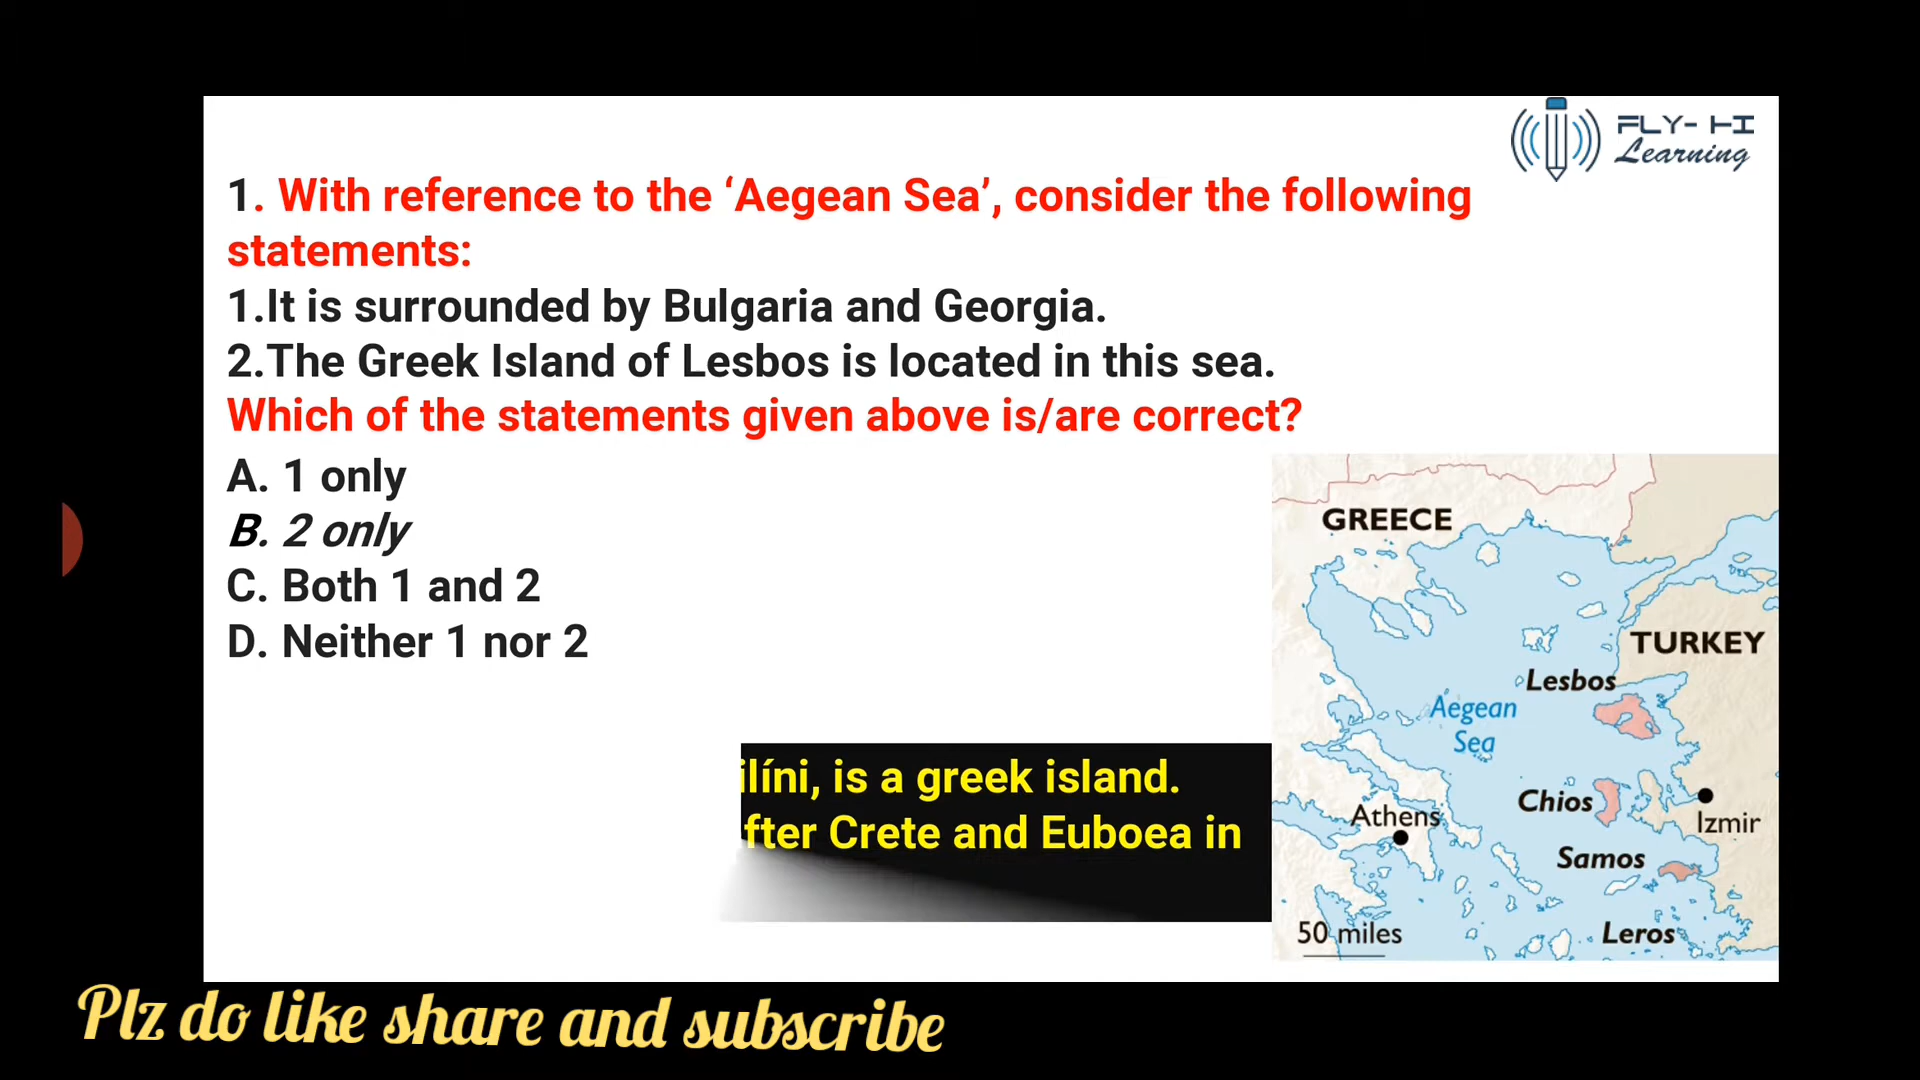 FLY-HI
Learning
1. With reference to the ‘Aegean Sea’, consider the following
statements:
1.It is surrounded by Bulgaria and Georgia.
2.The Greek Island of Lesbos is located in this sea.
Which of the statements given above is/are correct?
A. 1 only
B. 2 only
C. Both 1 and 2
D. Neither 1 nor 2
GREECE
TURKEY
Lesbos
Aegean
Sea
Chios
Athens
Izmir
Samos
50 miles
Leros
ilíni, is a greek island.
fter Crete and Euboea in
Plz do like share and subscribe